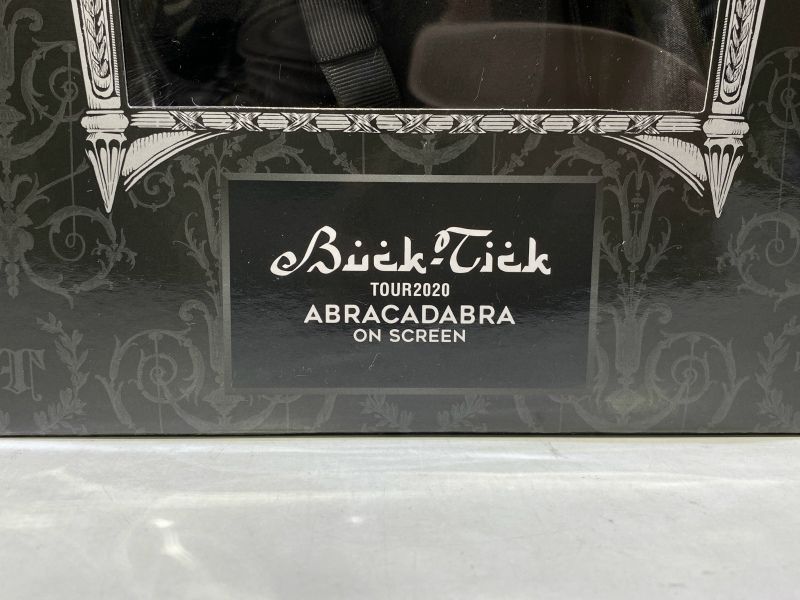 Buck-Tick
TOUR2020
ABRACADABRA
ON SCREEN
T